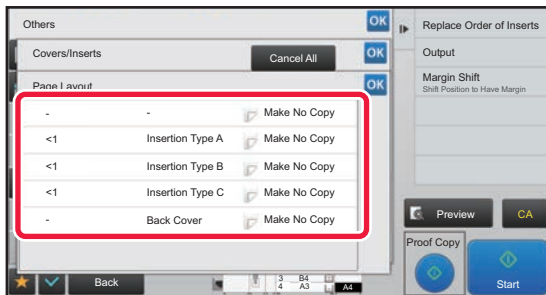 Others
OK
Covers/Inserts
Cancel All
OK
Page Layout
OK
- - Make No Copy
<1 Insertion Type A Make No Copy
<1 Insertion Type B Make No Copy
<1 Insertion Type C Make No Copy
- Back Cover Make No Copy
Back
3 B4
4 A3
A4
Replace Order of Inserts
Output
Margin Shift
Shift Position to Have Margin
Preview
CA
Proof Copy
Start